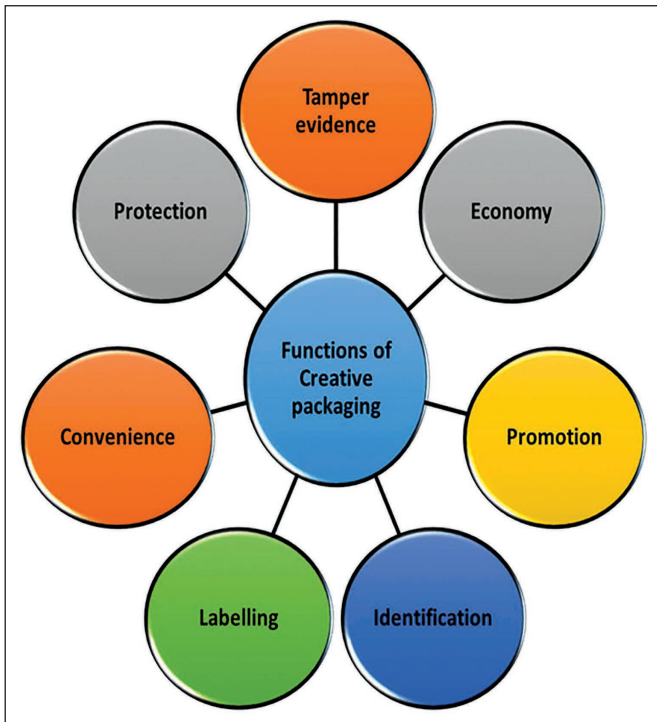 Tamper
evidence
Protection
Economy
Functions of
Creative
packaging
Convenience
Promotion
Labelling
Identification